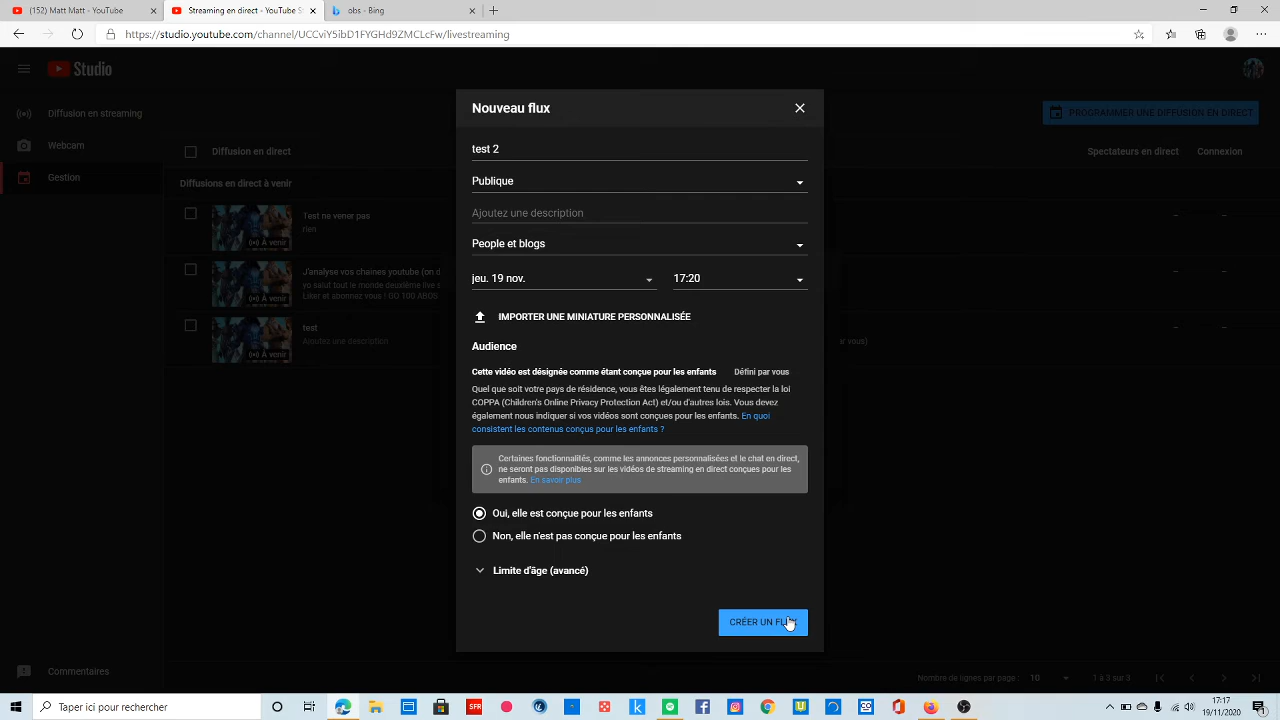 (152) Matt Matt - YouTube
Streaming en direct - YouTube S
obs. - Bing
https://studio.youtube.com/channel/UCCviY5ibD1FYGHd9ZMCLcFw/livestreaming
Studio
Diffusion en streaming
Webcam
Gestion
Commentaires
PROGRAMMER UNE DIFFUSION EN DIRECT
Diffusion en direct
Spectateurs en direct
Connexion
Diffusions en direct à venir
Test ne vener pas
rien
À venir
J'analyse vos chaines youtube (on d
yo salut tout le monde deuxième live s
Liker et abonnez vous ! GO 100 ABOS
À venir
test
Ajoutez une description
À venir
ar vous)
Nouveau flux
test 2
Publique
Ajoutez une description
People et blogs
jeu. 19 nov.
17:20
IMPORTER UNE MINIATURE PERSONNALISÉE
Audience
Cette vidéo est désignée comme étant conçue pour les enfants Défini par vous
Quel que soit votre pays de résidence, vous êtes légalement tenu de respecter la loi
COPPA (Children's Online Privacy Protection Act) et/ou d'autres lois. Vous devez
également nous indiquer si vos vidéos sont conçues pour les enfants. En quoi
consistent les contenus conçus pour les enfants ?
Certaines fonctionnalités, comme les annonces personnalisées et le chat en direct,
ne seront pas disponibles sur les vidéos de streaming en direct conçues pour les
enfants. En savoir plus
Oui, elle est conçue pour les enfants
Non, elle n'est pas conçue pour les enfants
Limite d'âge (avancé)
CRÉER UN FLUX
Nombre de lignes par page : 10
1 à 3 sur 3
Taper ici pour rechercher
SFR
17:17
19/11/2020